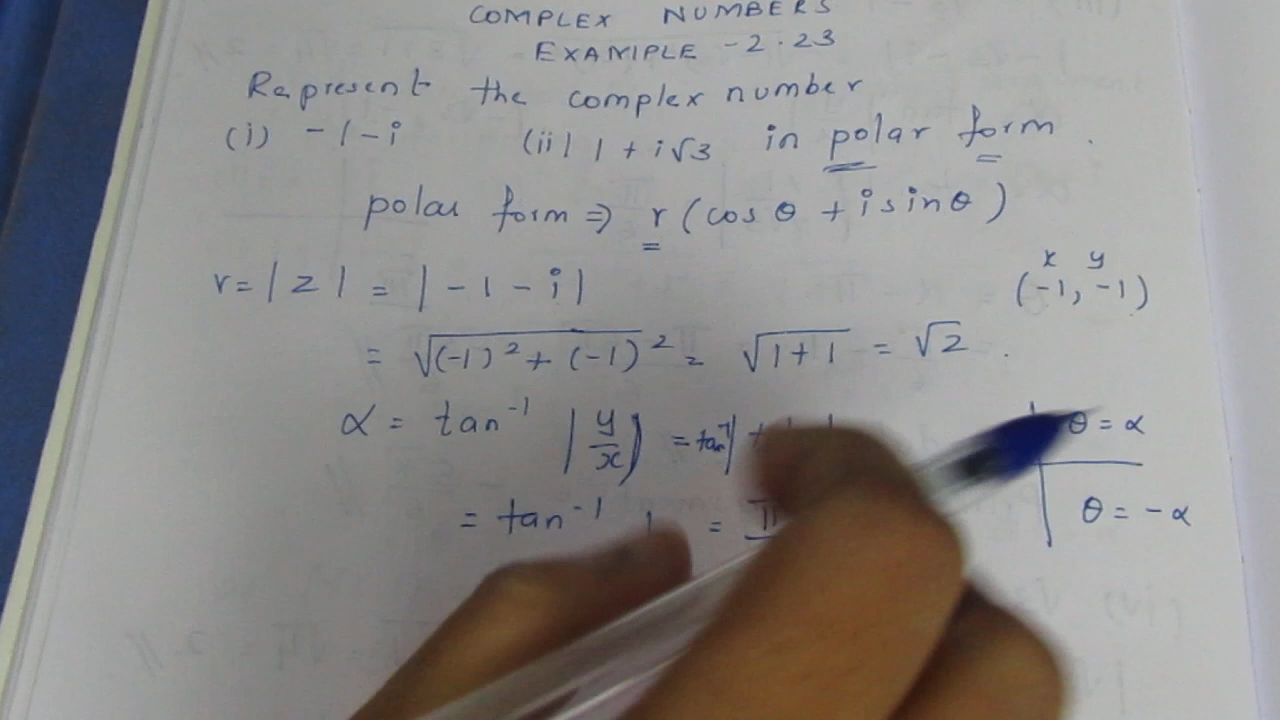 COMPLEX NUMBERS
EXAMPLE - 2.23
Represent the complex number
(i) -1-i (ii) 1+i√3 in polar form.
polar form ⇒ r(cos θ + i sin θ)
r = |z| = |-1-i|
x y
(-1, -1)
= √(-1)² + (-1)² = √1+1 = √2.
α = tan⁻¹ |y/x| = tan⁻¹|
θ = α
= tan⁻¹ 1 = π
θ = -α